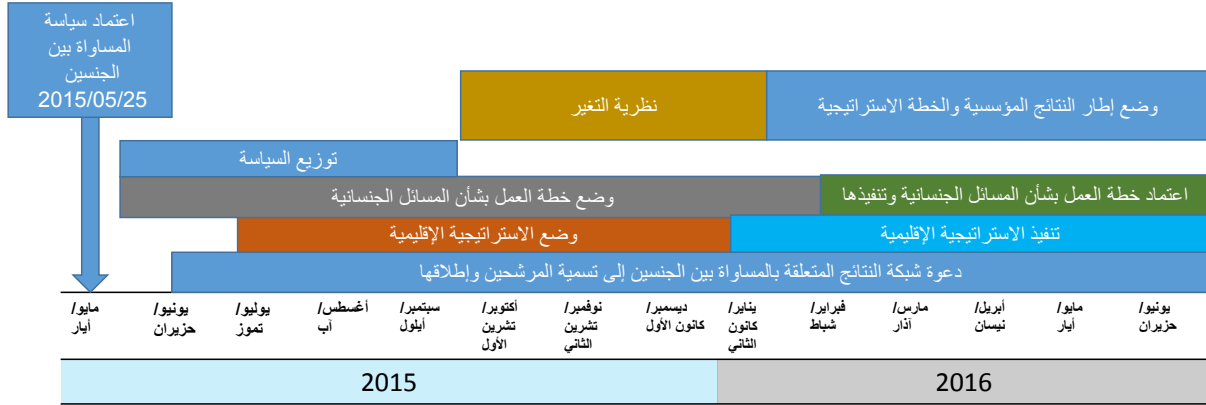 اعتماد سياسة
المساواة بين
الجنسين
2015/05/25
نظرية التغير
وضع إطار النتائج المؤسسية والخطة الاستراتيجية
توزيع السياسة
وضع خطة العمل بشأن المسائل الجنسانية
اعتماد خطة العمل بشأن المسائل الجنسانية وتنفيذها
وضع الاستراتيجية الإقليمية
تنفيذ الاستراتيجية الإقليمية
دعوة شبكة النتائج المتعلقة بالمساواة بين الجنسين إلى تسمية المرشحين وإطلاقها
مايو/
أيار
يونيو/
حزيران
يوليو/
تموز
أغسطس/
آب
سبتمبر/
أيلول
أكتوبر/
تشرين
الأول
نوفمبر/
تشرين
الثاني
ديسمبر/
كانون الأول
يناير/
كانون
الثاني
فبراير/
شباط
مارس/
آذار
أبريل/
نيسان
مايو/
أيار
يونيو/
حزيران
2015
2016